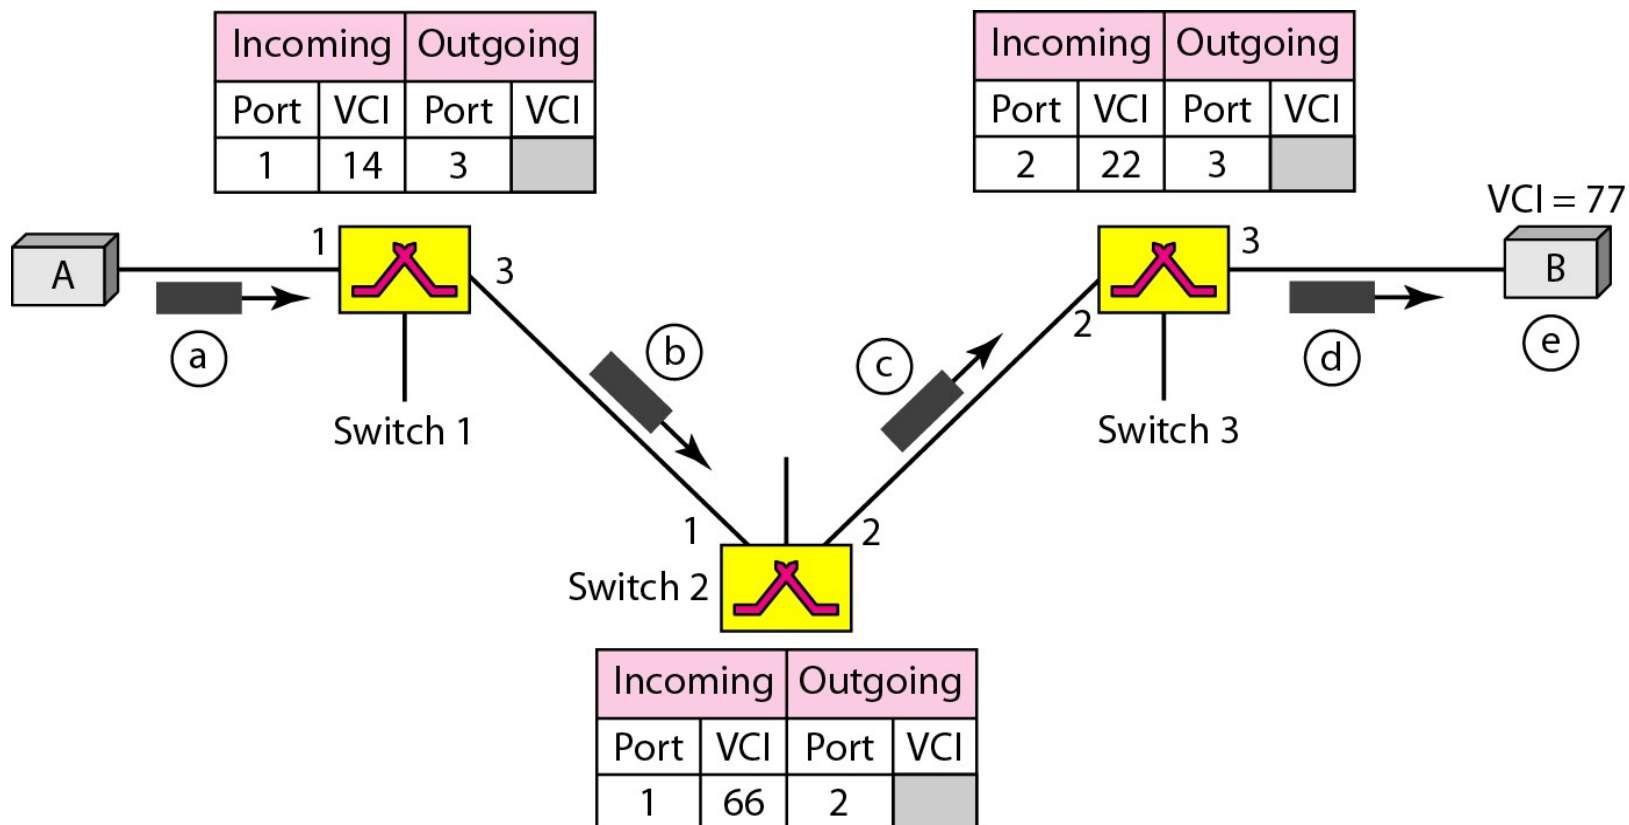 Incoming Outgoing
Port VCI Port VCI
1 14 3
Incoming Outgoing
Port VCI Port VCI
2 22 3
VCI = 77
A
1
3
a
Switch 1
b
c
2
3
Switch 3
d
B
e
1
2
Switch 2
Incoming Outgoing
Port VCI Port VCI
1 66 2